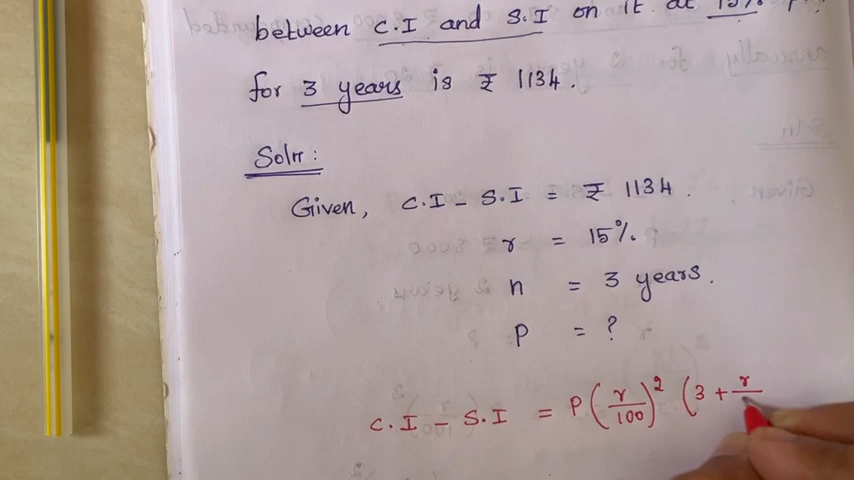 between C.I and S.I on it at 15% p.
for 3 years is ₹ 1134.
Soln:
Given, C.I - S.I = ₹ 1134.
r = 15%.
n = 3 years.
P = ?
C.I - S.I = P(r/100)² (3 + r